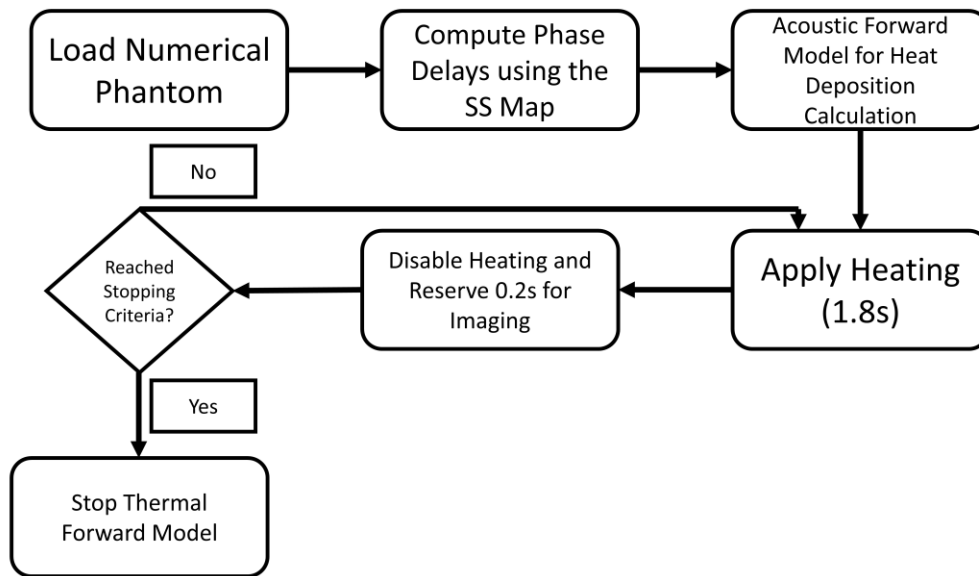 Load Numerical
Phantom
Compute Phase
Delays using the
SS Map
Acoustic Forward
Model for Heat
Deposition
Calculation
No
Reached
Stopping
Criteria?
Disable Heating and
Reserve 0.2s for
Imaging
Apply Heating
(1.8s)
Yes
Stop Thermal
Forward Model